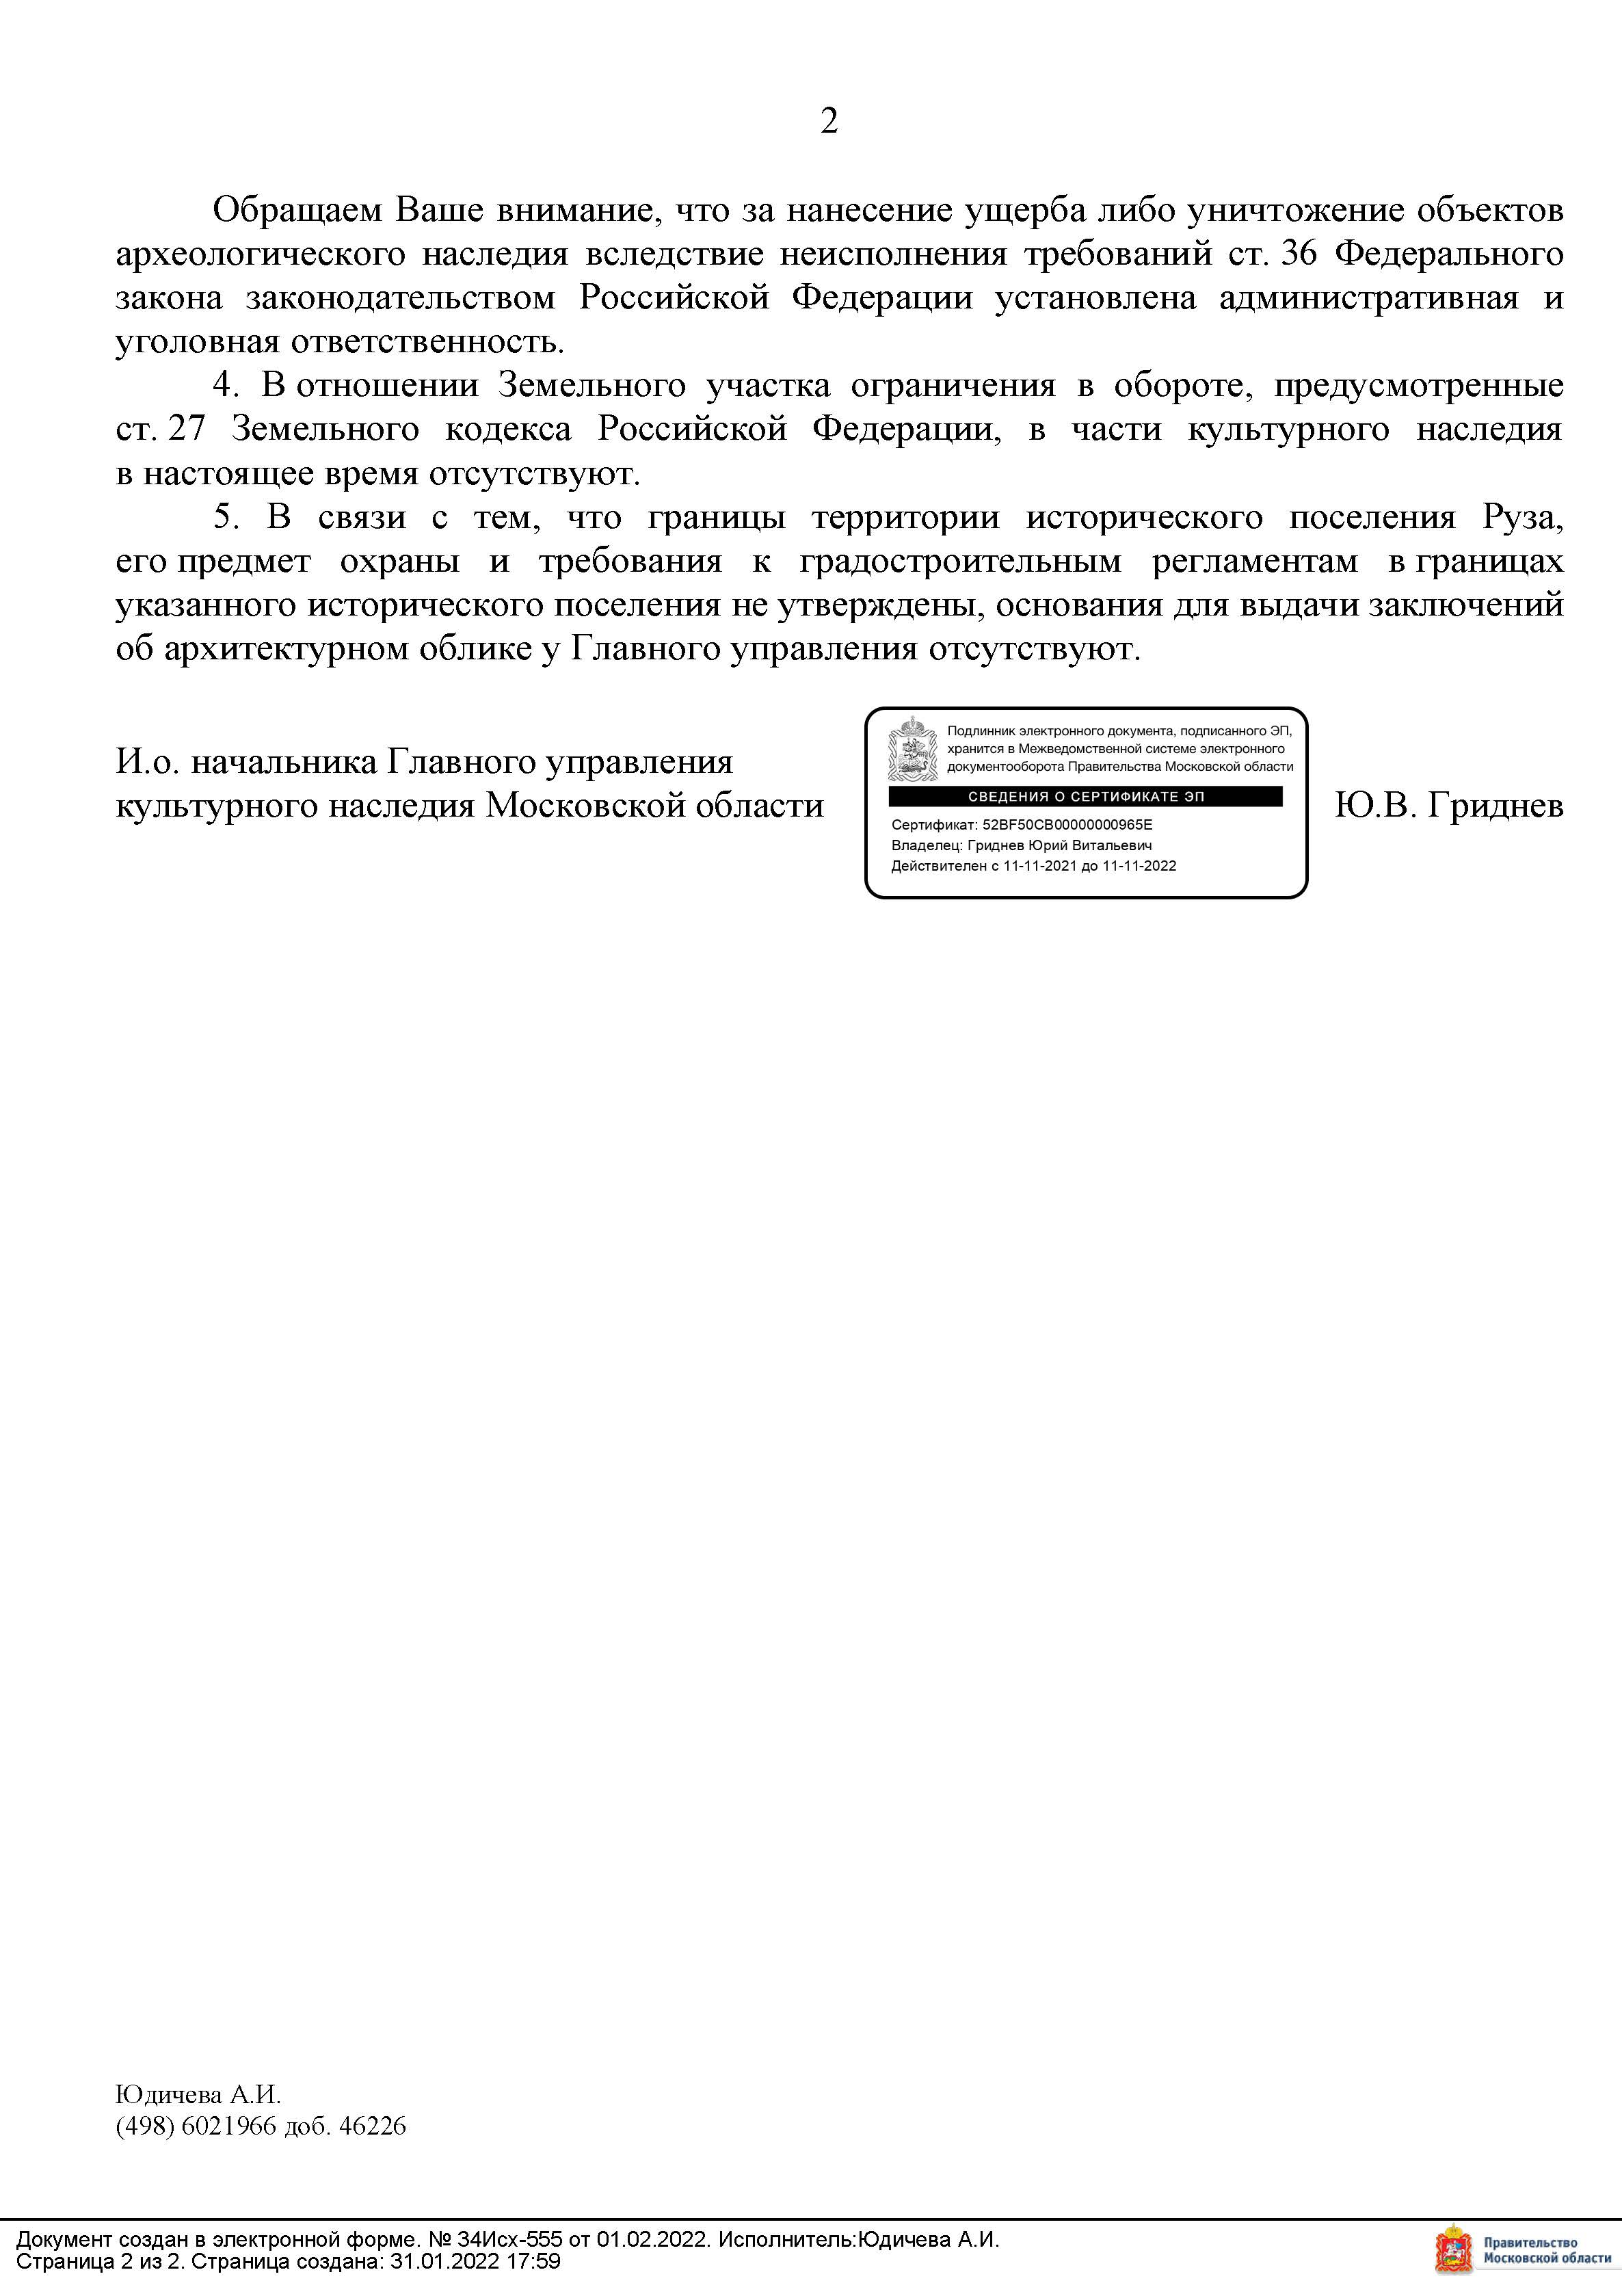 2
Обращаем Ваше внимание, что за нанесение ущерба либо уничтожение объектов
археологического наследия вследствие неисполнения требований ст. 36 Федерального
закона законодательством Российской Федерации установлена административная и
уголовная ответственность.
4. В отношении Земельного участка ограничения в обороте, предусмотренные
ст. 27 Земельного кодекса Российской Федерации, в части культурного наследия
в настоящее время отсутствуют.
5. В связи с тем, что границы территории исторического поселения Руза,
его предмет охраны и требования к градостроительным регламентам в границах
указанного исторического поселения не утверждены, основания для выдачи заключений
об архитектурном облике у Главного управления отсутствуют.
И.о. начальника Главного управления
культурного наследия Московской области
Подлинник электронного документа, подписанного ЭП,
хранится в Межведомственной системе электронного
документооборота Правительства Московской области
СВЕДЕНИЯ О СЕРТИФИКАТЕ ЭП
Сертификат: 52BF50CB00000000965E
Владелец: Гриднев Юрий Витальевич
Действителен с 11-11-2021 до 11-11-2022
Ю.В. Гриднев
Юдичева А.И.
(498) 6021966 доб. 46226
Документ создан в электронной форме. № 34Исх-555 от 01.02.2022. Исполнитель:Юдичева А.И.
Страница 2 из 2. Страница создана: 31.01.2022 17:59
Правительство
Московской области